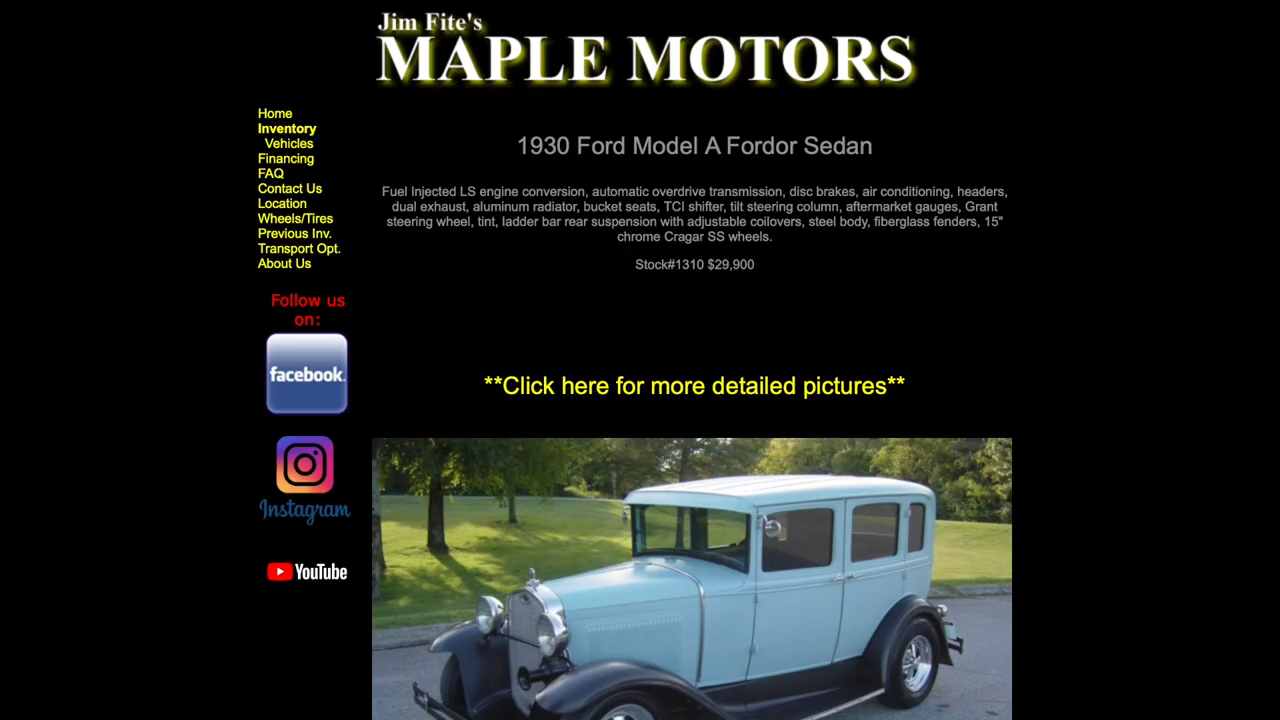 Jim Fite's
MAPLE MOTORS
Home
Inventory
Vehicles
Financing
FAQ
Contact Us
Location
Wheels/Tires
Previous Inv.
Transport Opt.
About Us
Follow us
on:
facebook.
Instagram
YouTube
1930 Ford Model A Fordor Sedan
Fuel Injected LS engine conversion, automatic overdrive transmission, disc brakes, air conditioning, headers,
dual exhaust, aluminum radiator, bucket seats, TCI shifter, tilt steering column, aftermarket gauges, Grant
steering wheel, tint, ladder bar rear suspension with adjustable coilovers, steel body, fiberglass fenders, 15"
chrome Cragar SS wheels.
Stock#1310 $29,900
**Click here for more detailed pictures**